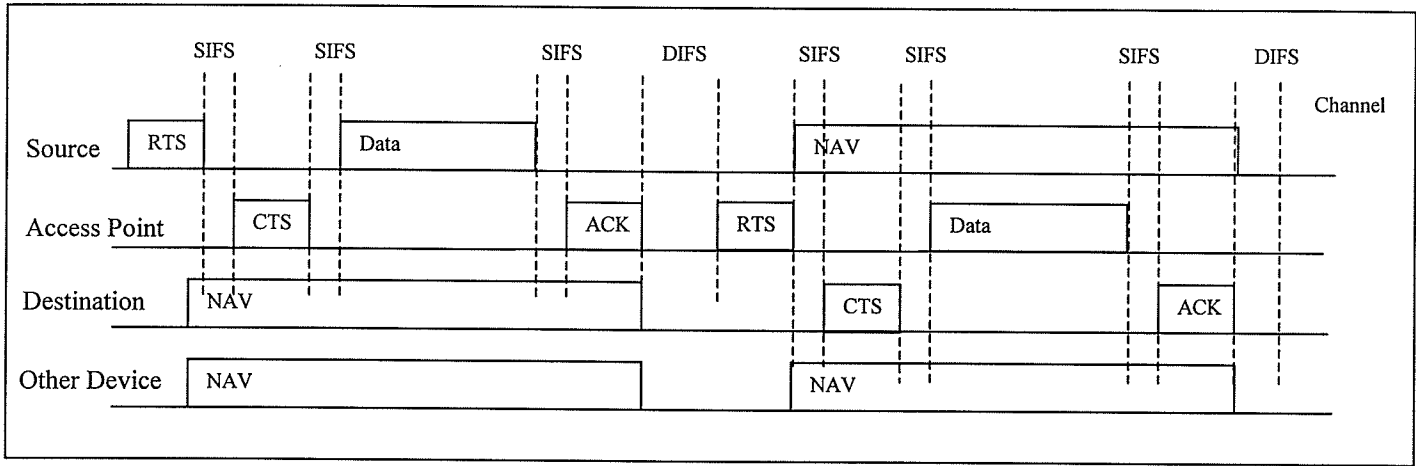 SIFS SIFS SIFS DIFS SIFS SIFS SIFS DIFS
Channel
Source RTS Data NAV
Access Point CTS ACK RTS Data
Destination NAV CTS ACK
Other Device NAV NAV